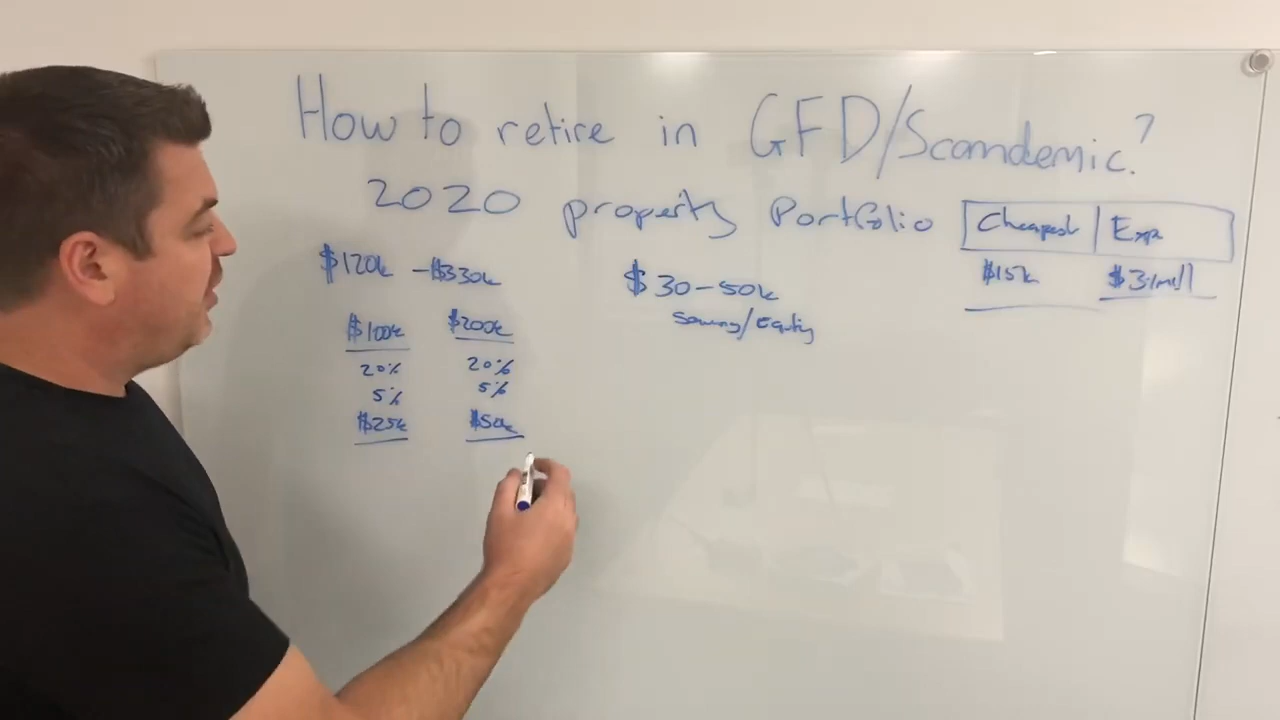 How to retire in GFD/Scamdemic?
2020 property Portfolio
Cheapest Exp
$15k $3.1mill
$120k - $330k
$30-50k
Saving/Equity
$100k $200k
20% 20%
5% 5%
$25k $50k